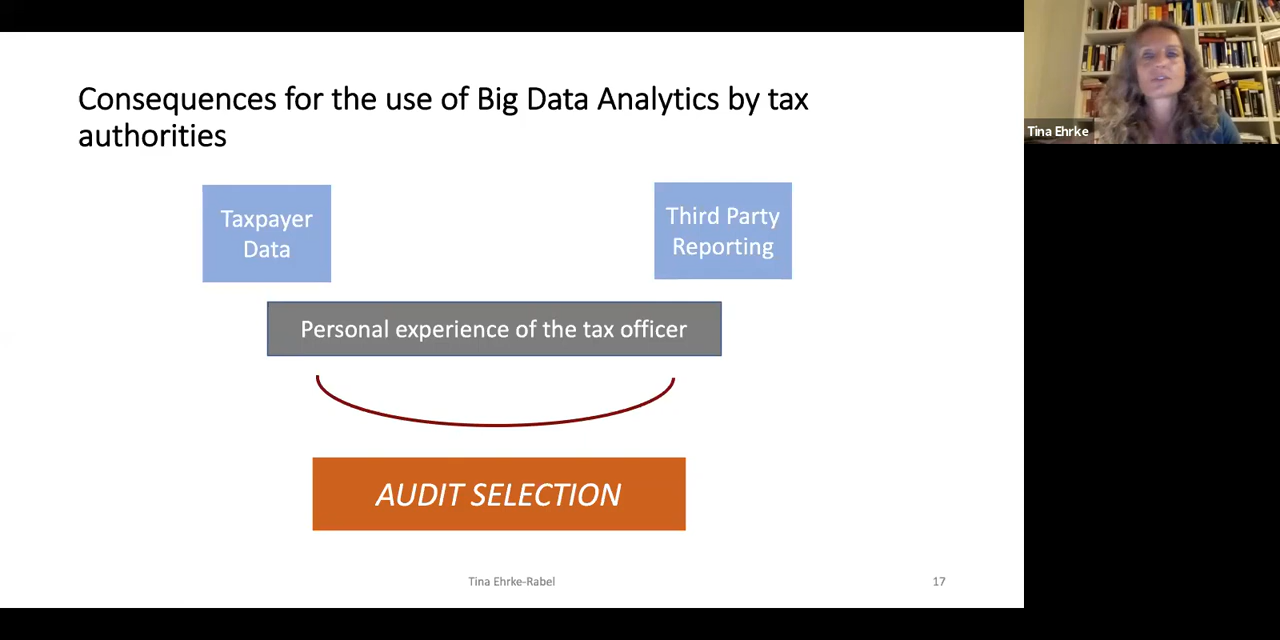 Consequences for the use of Big Data Analytics by tax
authorities
Taxpayer
Data
Third Party
Reporting
Personal experience of the tax officer
AUDIT SELECTION
Tina Ehrke-Rabel
17
Tina Ehrke